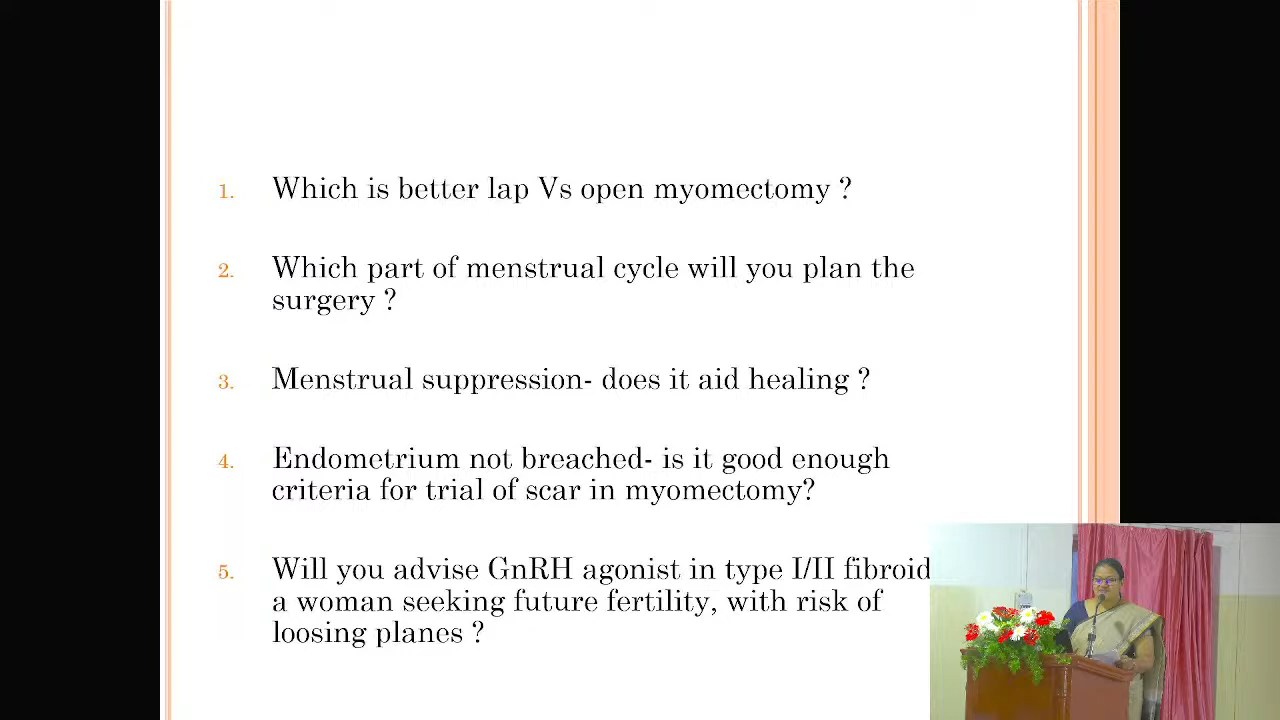 1. Which is better lap Vs open myomectomy ?
2. Which part of menstrual cycle will you plan the
surgery ?
3. Menstrual suppression- does it aid healing ?
4. Endometrium not breached- is it good enough
criteria for trial of scar in myomectomy?
5. Will you advise GnRH agonist in type I/II fibroid
a woman seeking future fertility, with risk of
loosing planes ?